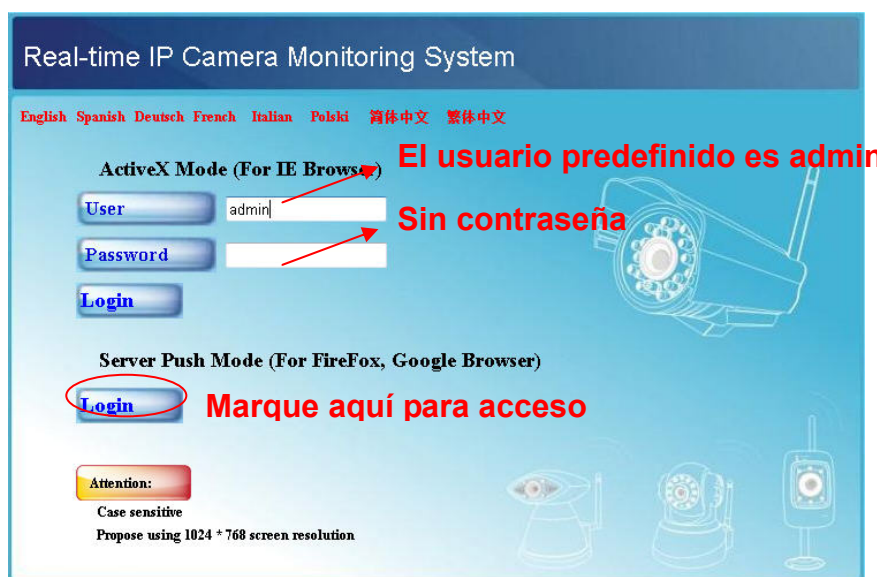 Real-time IP Camera Monitoring System
English Spanish Deutsch French Italian Polski 简体中文 繁体中文
El usuario predefinido es admin
ActiveX Mode (For IE Browser)
User admin
Sin contraseña
Password
Login
Server Push Mode (For FireFox, Google Browser)
Login Marque aquí para acceso
Attention:
Case sensitive
Propose using 1024 * 768 screen resolution